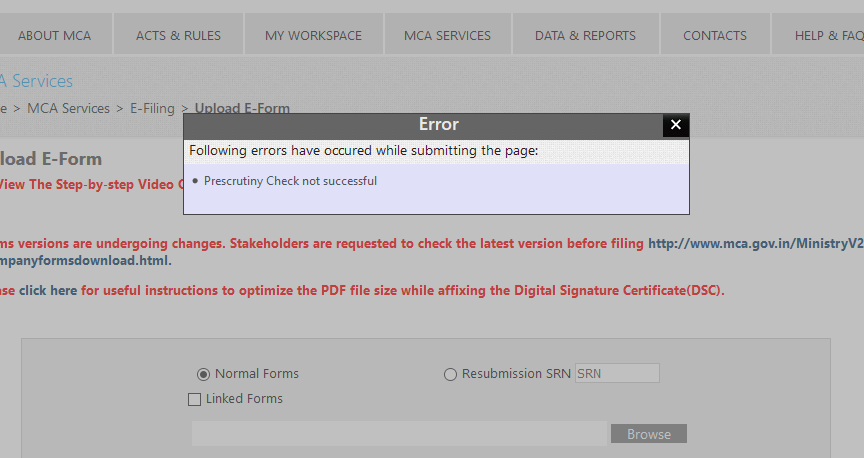 ABOUT MCA ACTS & RULES MY WORKSPACE MCA SERVICES DATA & REPORTS CONTACTS HELP & FAQ
A Services
e > MCA Services > E-Filing > Upload E-Form
Error
Following errors have occured while submitting the page:
• Prescrutiny Check not successful
load E-Form
View The Step-by-step Video
ms versions are undergoing changes. Stakeholders are requested to check the latest version before filing http://www.mca.gov.in/MinistryV2
mpanyformsdownload.html.
ase click here for useful instructions to optimize the PDF file size while affixing the Digital Signature Certificate(DSC).
Normal Forms Resubmission SRN SRN
Linked Forms
Browse